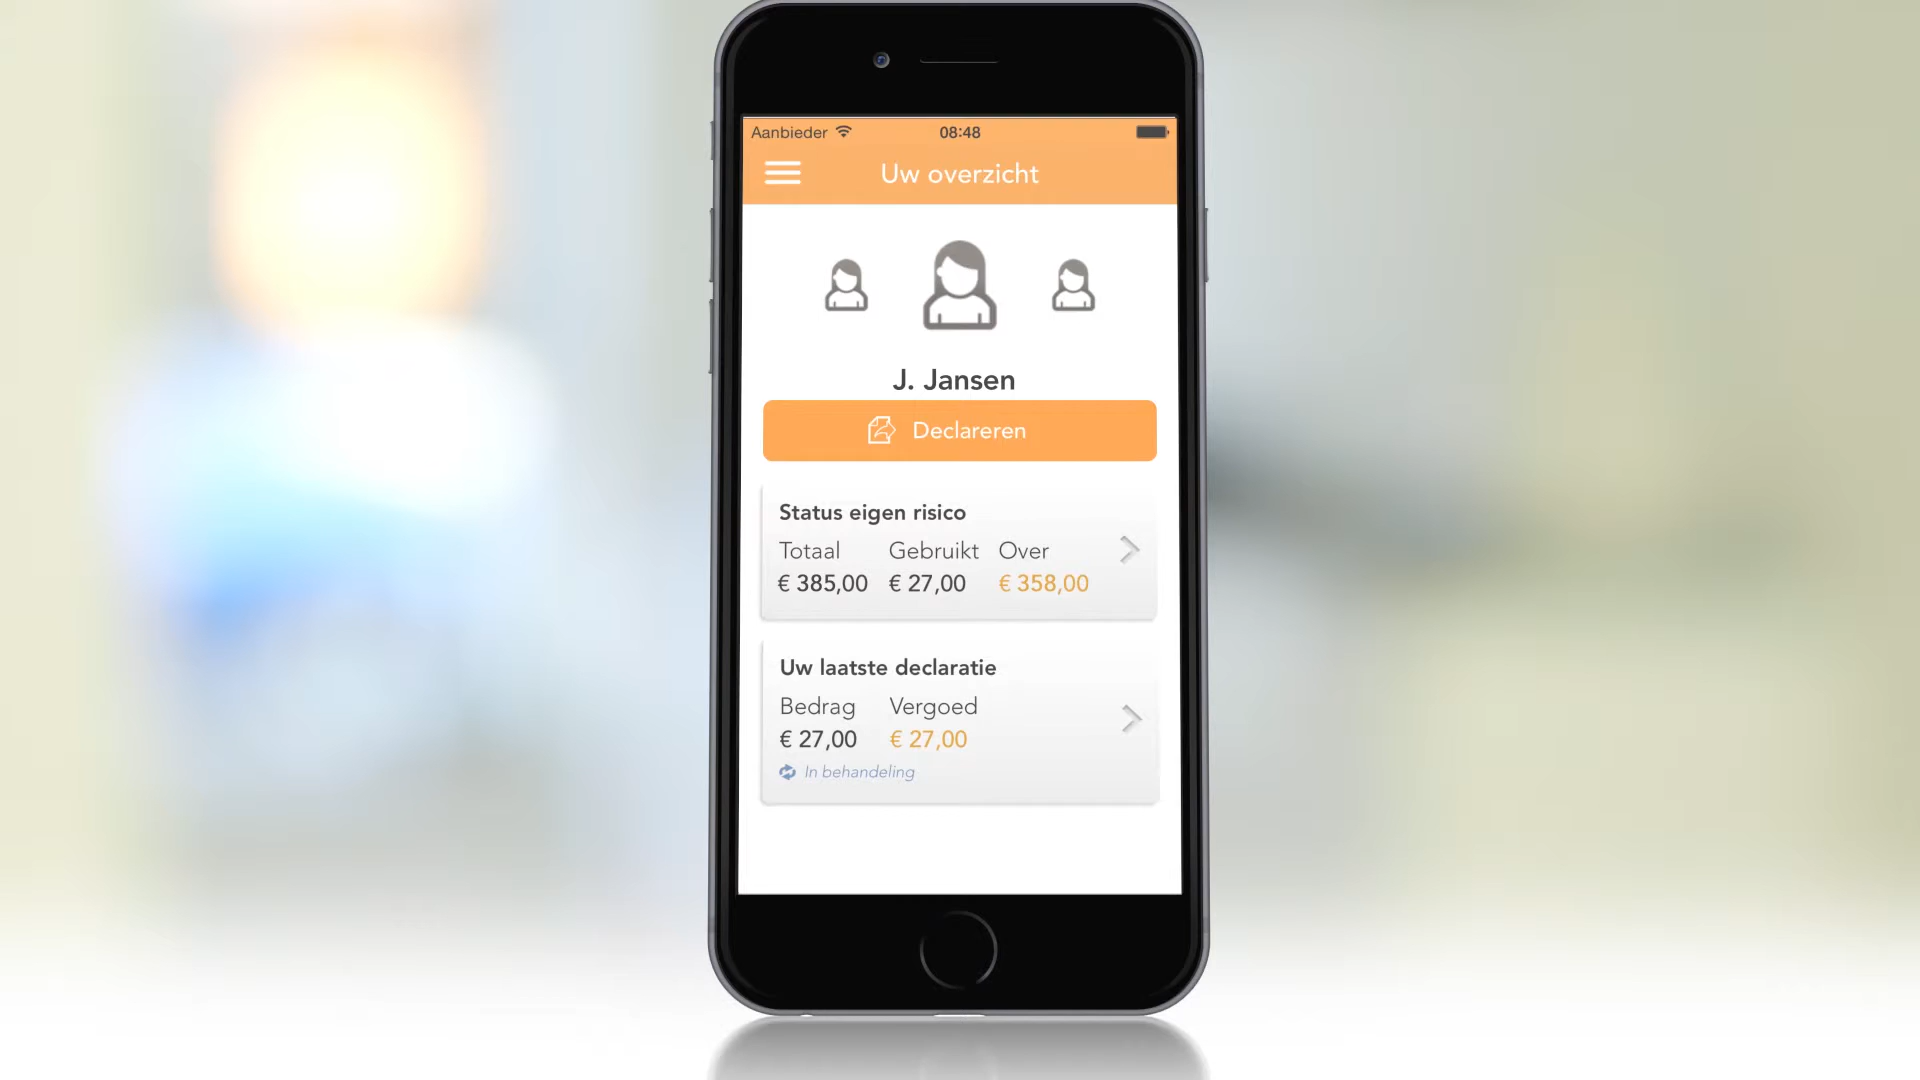 Aanbieder 08:48
Uw overzicht
J. Jansen
Declareren
Status eigen risico
Totaal Gebruikt Over
€ 385,00 € 27,00 € 358,00
Uw laatste declaratie
Bedrag Vergoed
€ 27,00 € 27,00
In behandeling